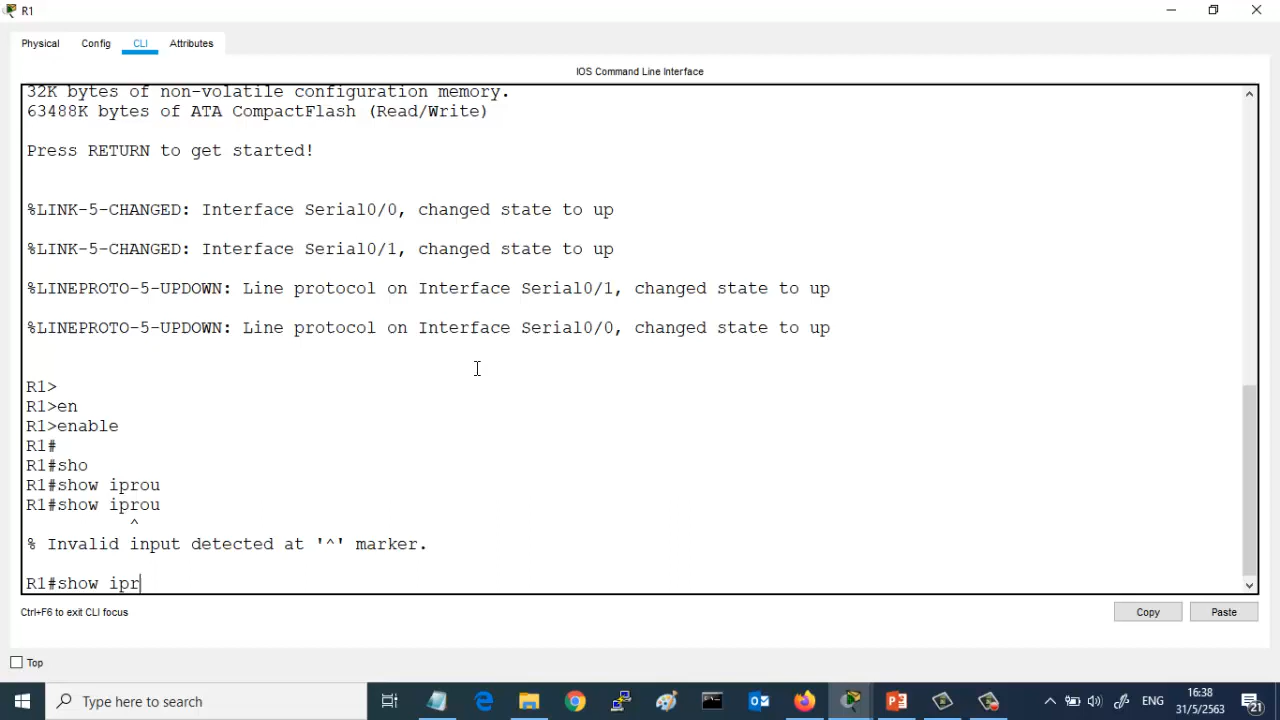 R1
Physical Config CLI Attributes
IOS Command Line Interface
32K bytes of non-volatile configuration memory.
63488K bytes of ATA CompactFlash (Read/Write)
Press RETURN to get started!
%LINK-5-CHANGED: Interface Serial0/0, changed state to up
%LINK-5-CHANGED: Interface Serial0/1, changed state to up
%LINEPROTO-5-UPDOWN: Line protocol on Interface Serial0/1, changed state to up
%LINEPROTO-5-UPDOWN: Line protocol on Interface Serial0/0, changed state to up
R1>
R1>en
R1>enable
R1#
R1#sho
R1#show iprou
R1#show iprou
^
% Invalid input detected at '^' marker.
R1#show ipr
Ctrl+F6 to exit CLI focus
Copy Paste
Top
Type here to search
ENG
16:38
31/5/2563
21